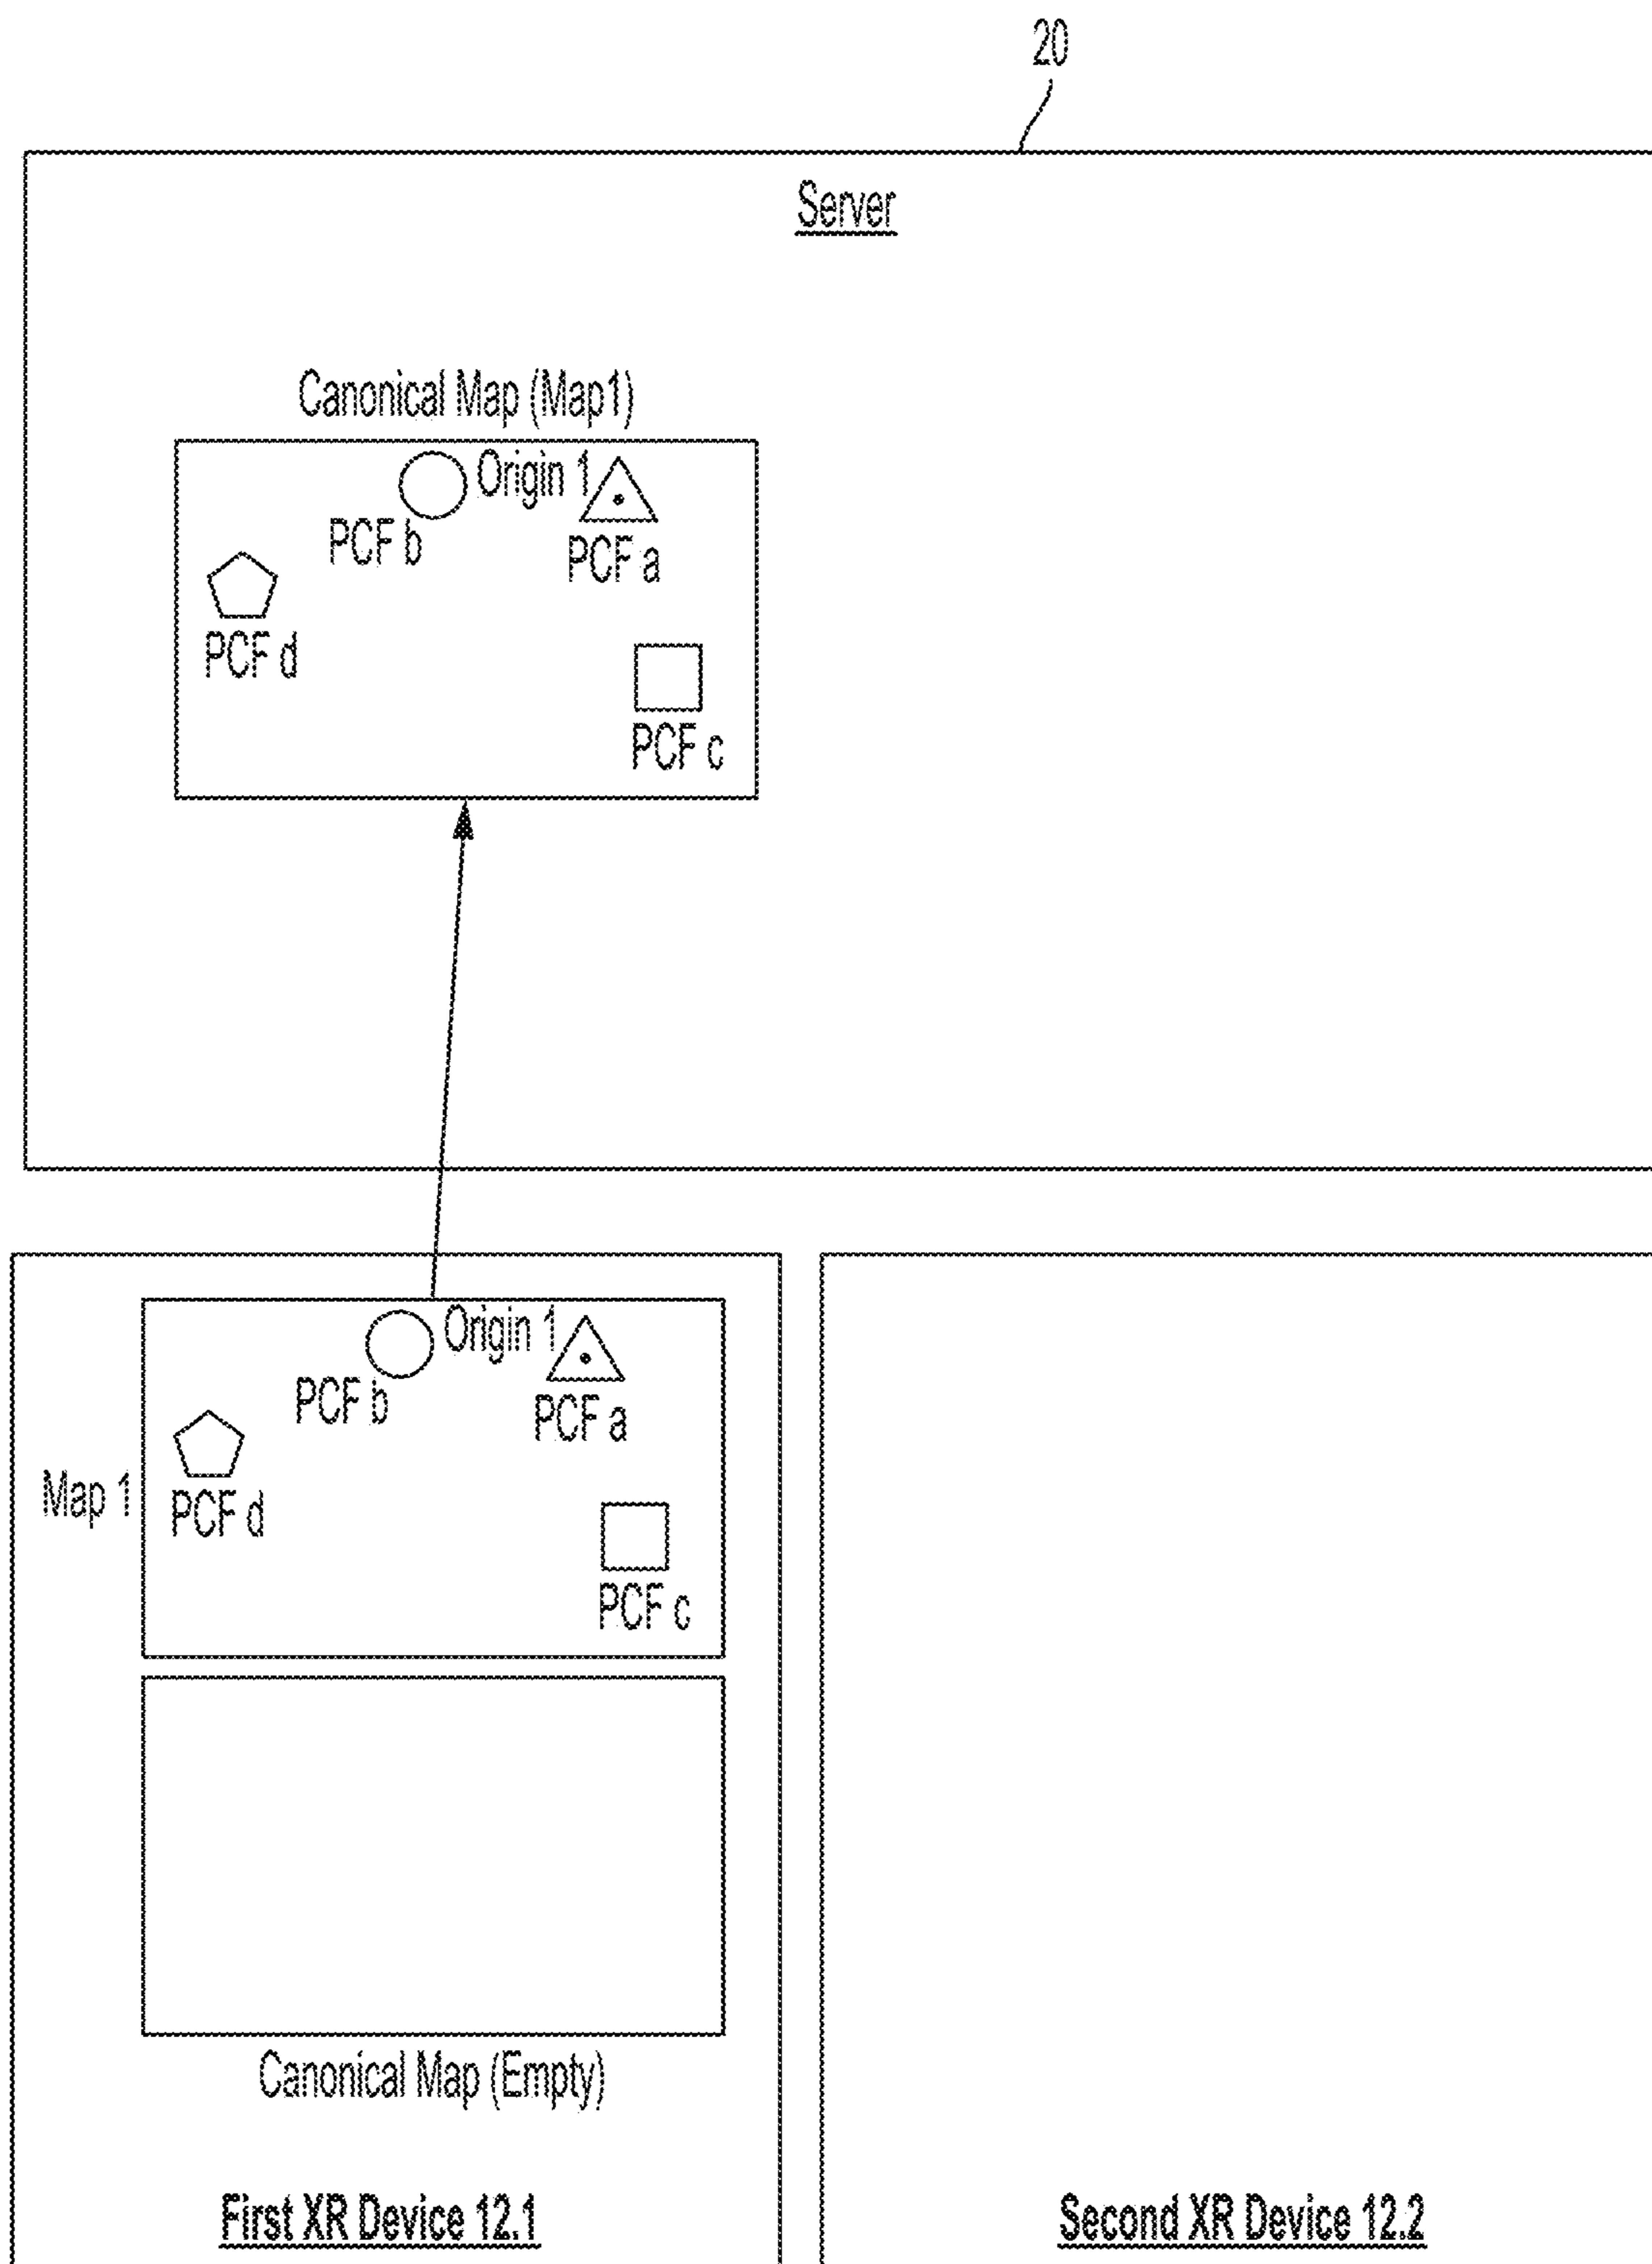 20
Server
Canonical Map (Map1)
Origin 1
PCF b
PCF a
PCF d
PCF c
Origin 1
PCF b
PCF a
Map 1
PCF d
PCF c
Canonical Map (Empty)
First XR Device 12.1
Second XR Device 12.2